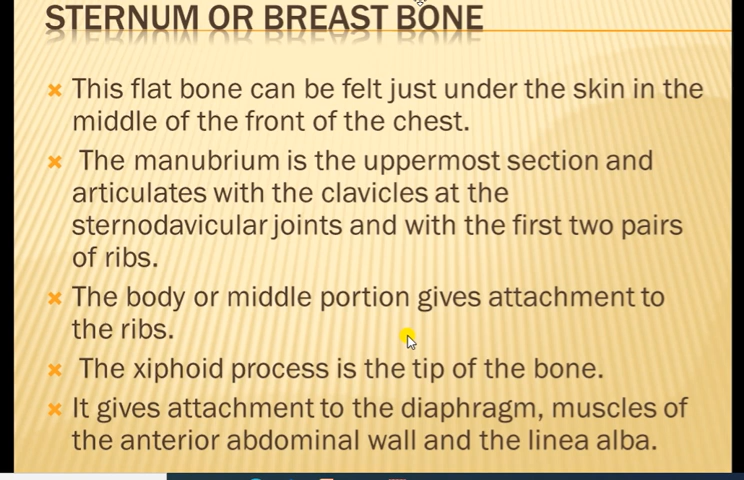 STERNUM OR BREAST BONE
This flat bone can be felt just under the skin in the
middle of the front of the chest.
The manubrium is the uppermost section and
articulates with the clavicles at the
sternodavicular joints and with the first two pairs
of ribs.
The body or middle portion gives attachment to
the ribs.
The xiphoid process is the tip of the bone.
It gives attachment to the diaphragm, muscles of
the anterior abdominal wall and the linea alba.